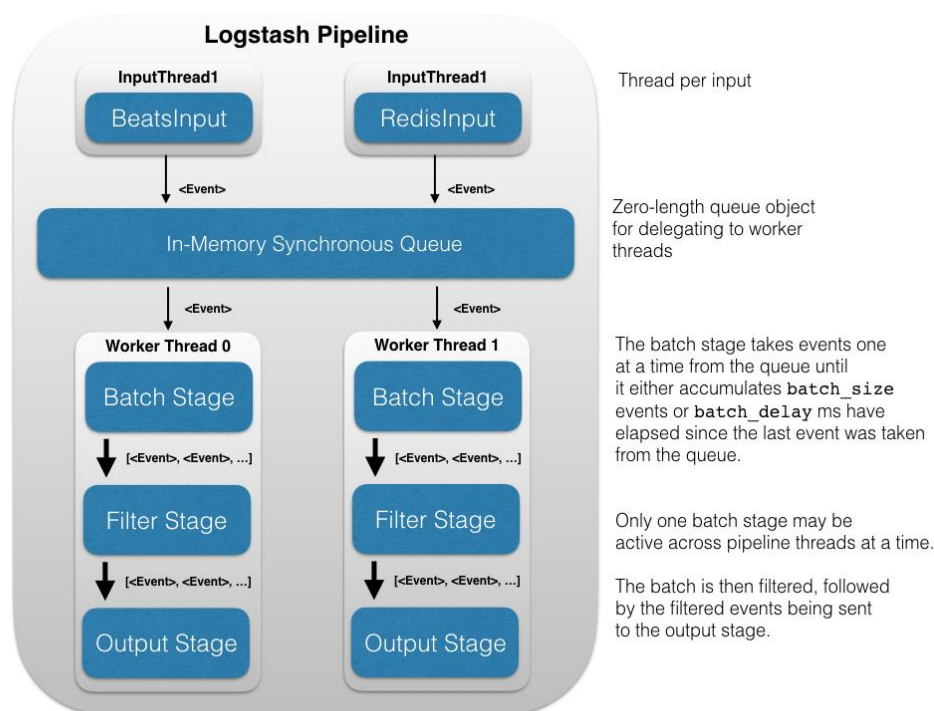 Logstash Pipeline
InputThread1
BeatsInput
InputThread1
RedisInput
Thread per input
<Event>
<Event>
In-Memory Synchronous Queue
Zero-length queue object
for delegating to worker
threads
<Event>
<Event>
Worker Thread 0
Batch Stage
[<Event>, <Event>, ...]
Filter Stage
[<Event>, <Event>, ...]
Output Stage
Worker Thread 1
Batch Stage
[<Event>, <Event>, ...]
Filter Stage
[<Event>, <Event>, ...]
Output Stage
The batch stage takes events one
at a time from the queue until
it either accumulates batch_size
events or batch_delay ms have
elapsed since the last event was taken
from the queue.
Only one batch stage may be
active across pipeline threads at a time.
The batch is then filtered, followed
by the filtered events being sent
to the output stage.